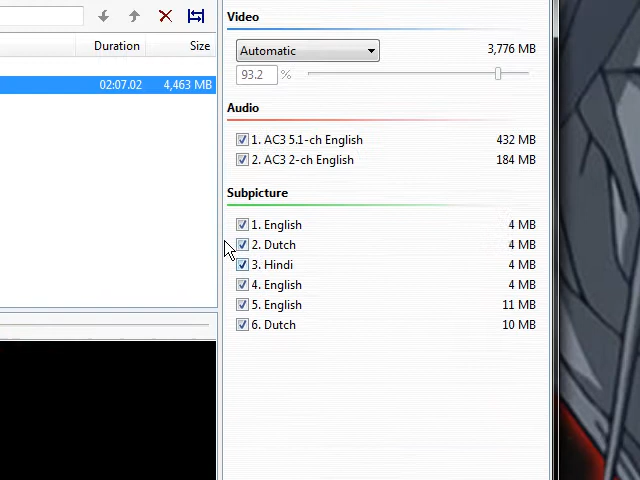 Video
Automatic 3,776 MB
93.2 %
Duration Size
02:07.02 4,463 MB
Audio
1. AC3 5.1-ch English 432 MB
2. AC3 2-ch English 184 MB
Subpicture
1. English 4 MB
2. Dutch 4 MB
3. Hindi 4 MB
4. English 4 MB
5. English 11 MB
6. Dutch 10 MB